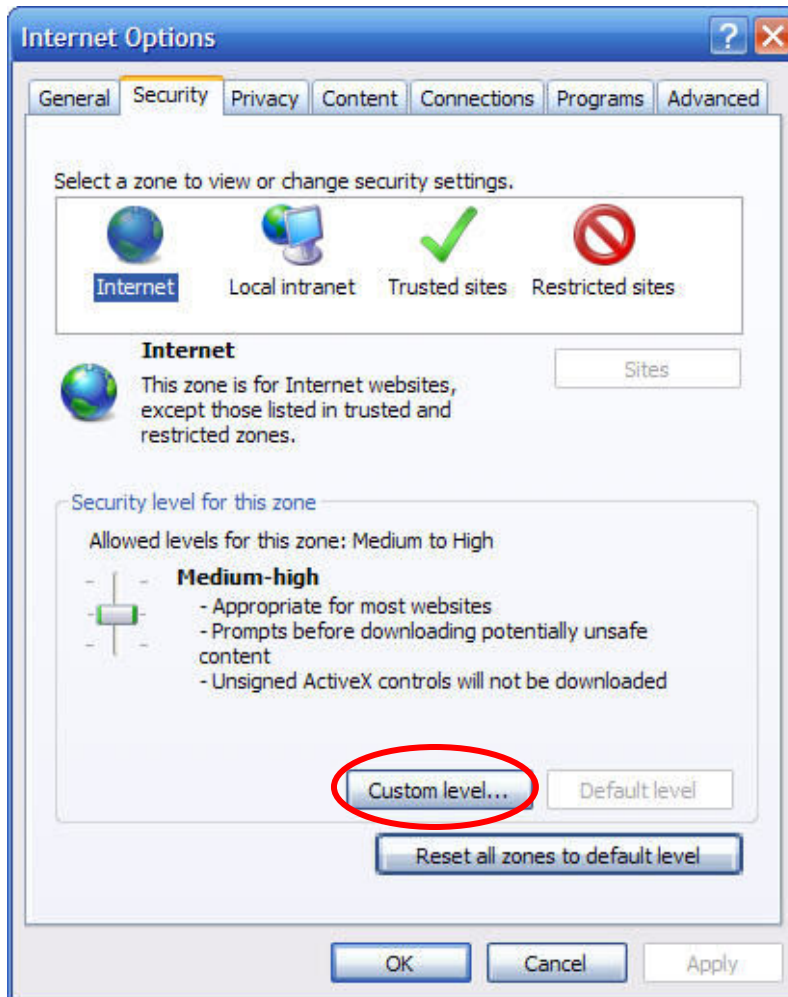 Internet Options
General Security Privacy Content Connections Programs Advanced
Select a zone to view or change security settings.
Internet Local intranet Trusted sites Restricted sites
Internet
Sites
This zone is for Internet websites,
except those listed in trusted and
restricted zones.
Security level for this zone
Allowed levels for this zone: Medium to High
Medium-high
- Appropriate for most websites
- Prompts before downloading potentially unsafe
content
- Unsigned ActiveX controls will not be downloaded
Custom level... Default level
Reset all zones to default level
OK Cancel Apply